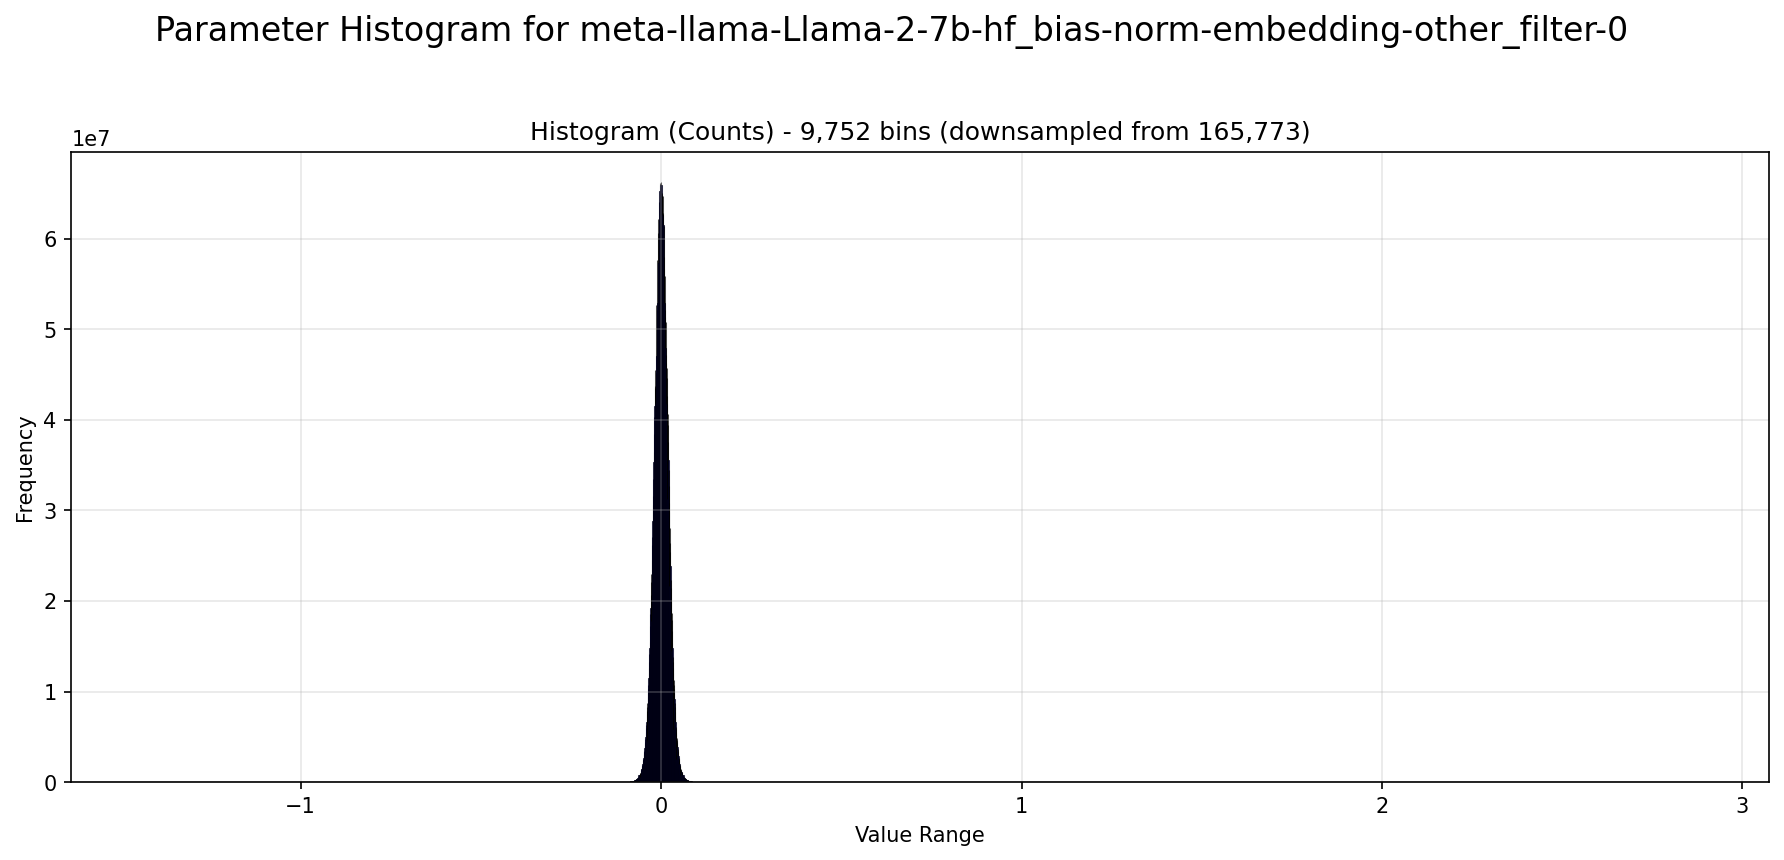 Parameter Histogram for meta-llama-Llama-2-7b-hf_bias-norm-embedding-other_filter-0
Histogram (Counts) - 9,752 bins (downsampled from 165,773)
1e7
6
5
4
3
2
1
0
Frequency
−1
0
1
2
3
Value Range